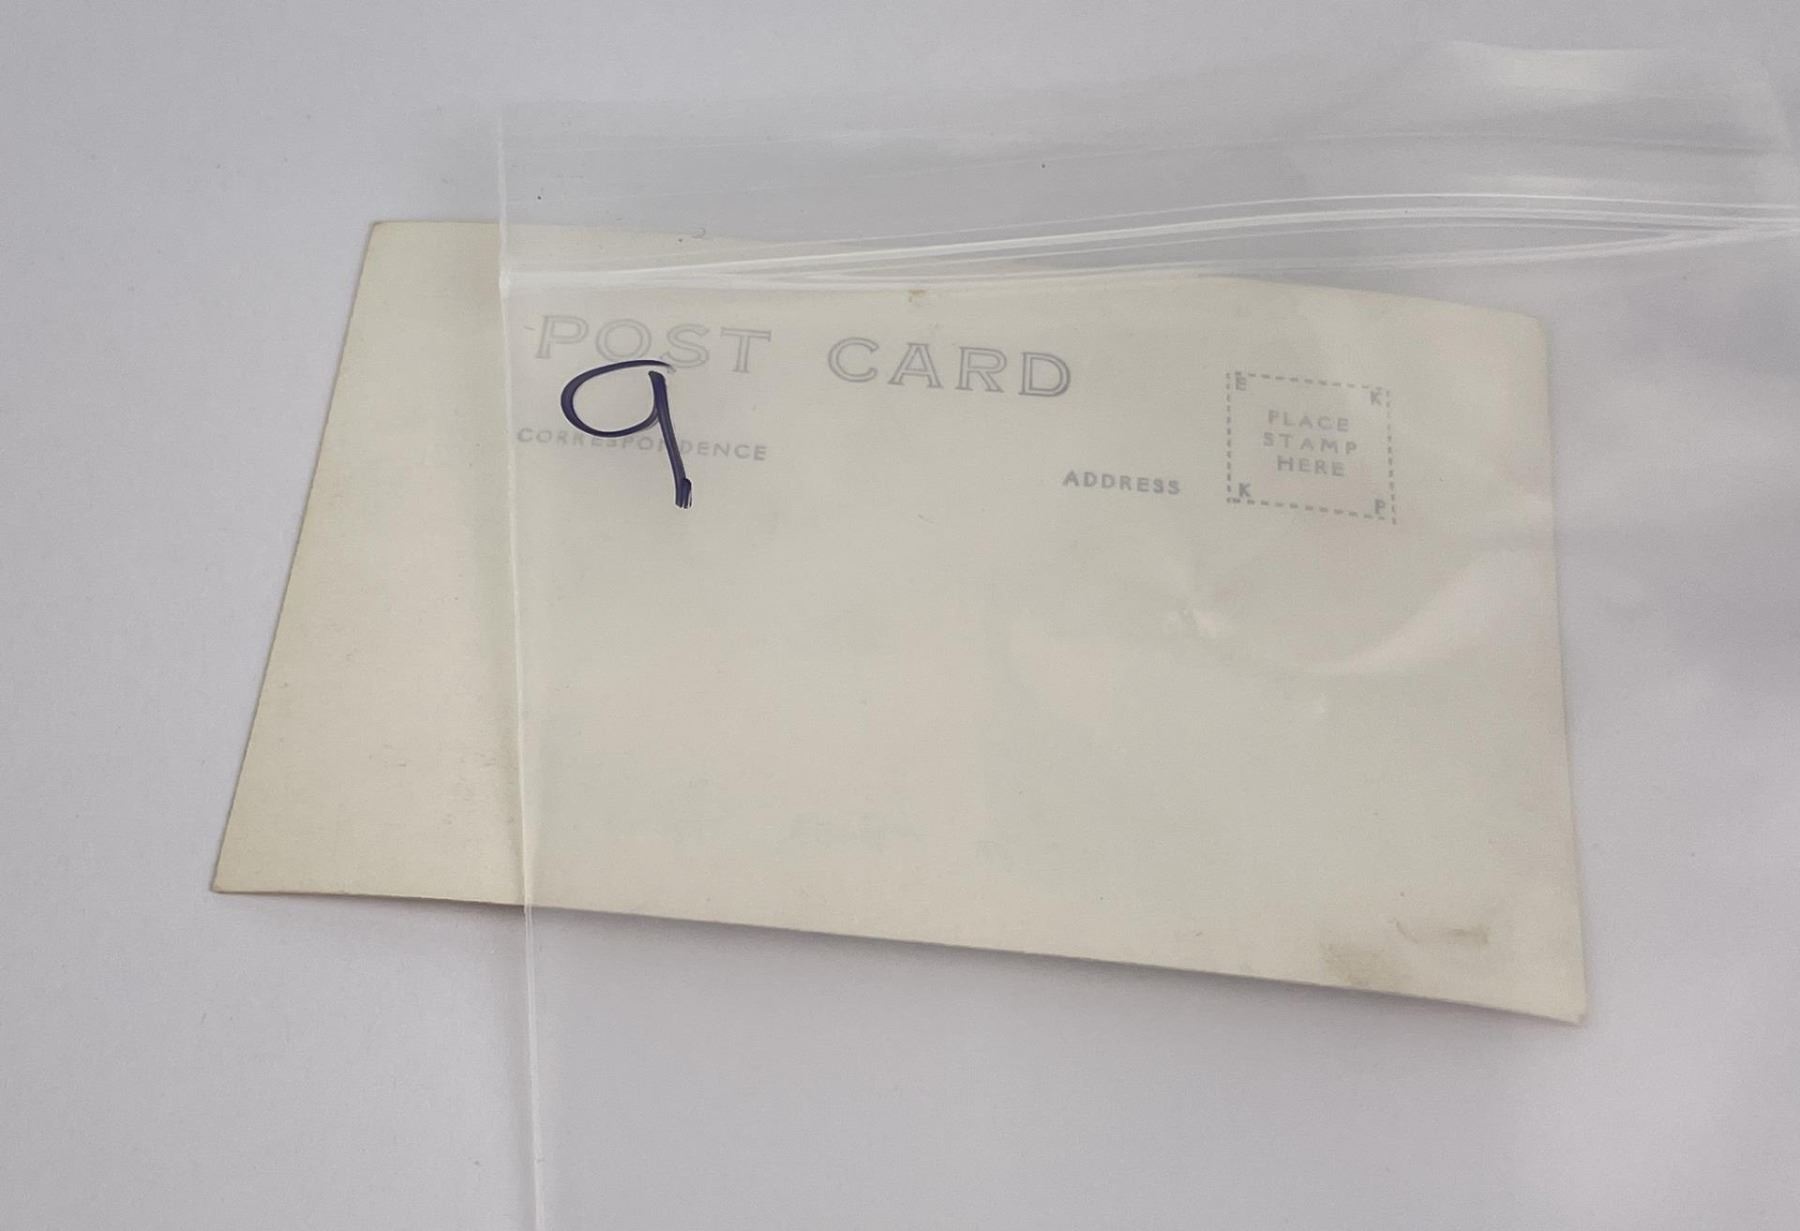 POST CARD
9
CORRESPONDENCE
ADDRESS
E K
PLACE
STAMP
HERE
K P